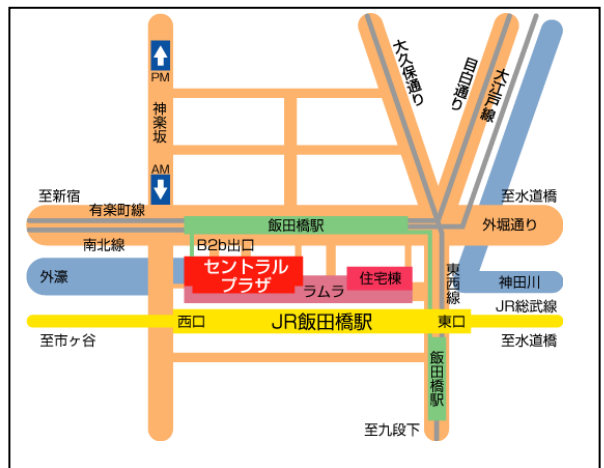 大久保通り
目白通り
大江戸線
PM
神楽坂
AM
至新宿
至水道橋
有楽町線
飯田橋駅
外堀通り
南北線
B2b出口
セントラル
プラザ
外濠
住宅棟
ラムラ
東西線
神田川
JR総武線
西口
JR飯田橋駅
東口
至市ヶ谷
至水道橋
飯田橋駅
至九段下